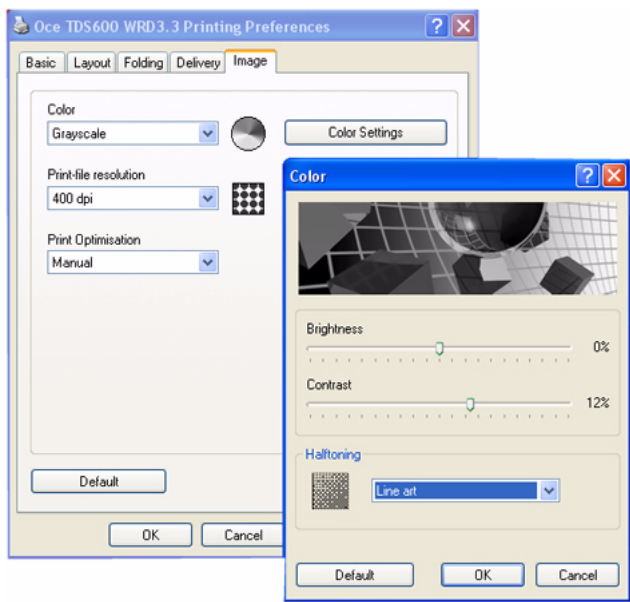 Oce TDS600 WRD3.3 Printing Preferences
Basic Layout Folding Delivery Image
Color
Grayscale
Color Settings
Print-file resolution
400 dpi
Print Optimisation
Manual
Default
OK Cancel
Color
Brightness
0%
Contrast
12%
Halftoning
Line art
Default OK Cancel